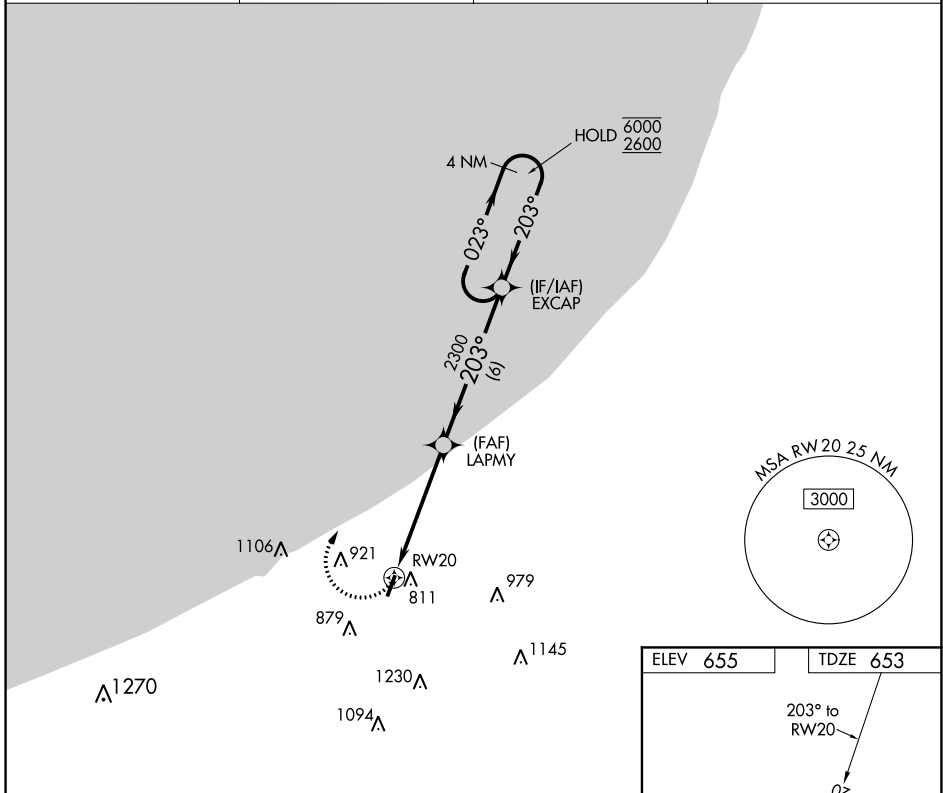 HOLD 6000
2600
4 NM
023°
203°
(IF/IAF)
EXCAP
2300
203°
(6)
(FAF)
LAPMY
MSA RW20 25 NM
3000
1106
921
RW20
811
979
879
1145
1230
1270
1094
ELEV 655
TDZE 653
203° to
RW20